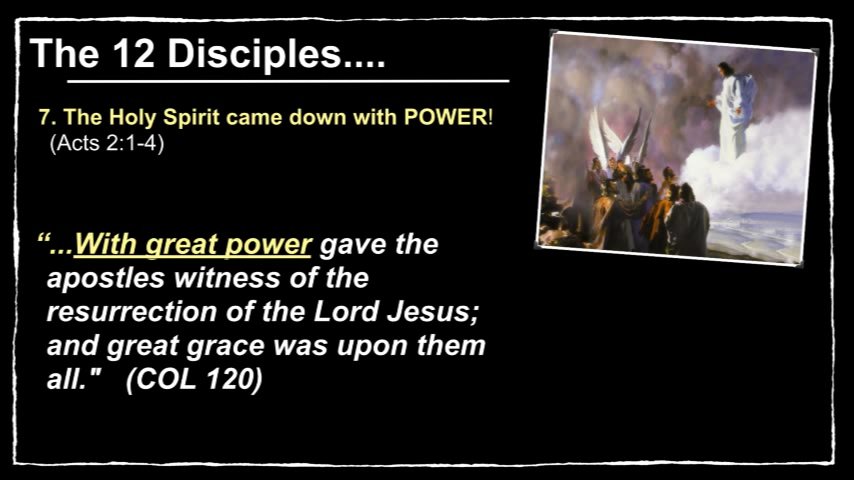 The 12 Disciples....
7. The Holy Spirit came down with POWER!
(Acts 2:1-4)
“...With great power gave the
apostles witness of the
resurrection of the Lord Jesus;
and great grace was upon them
all."   (COL 120)